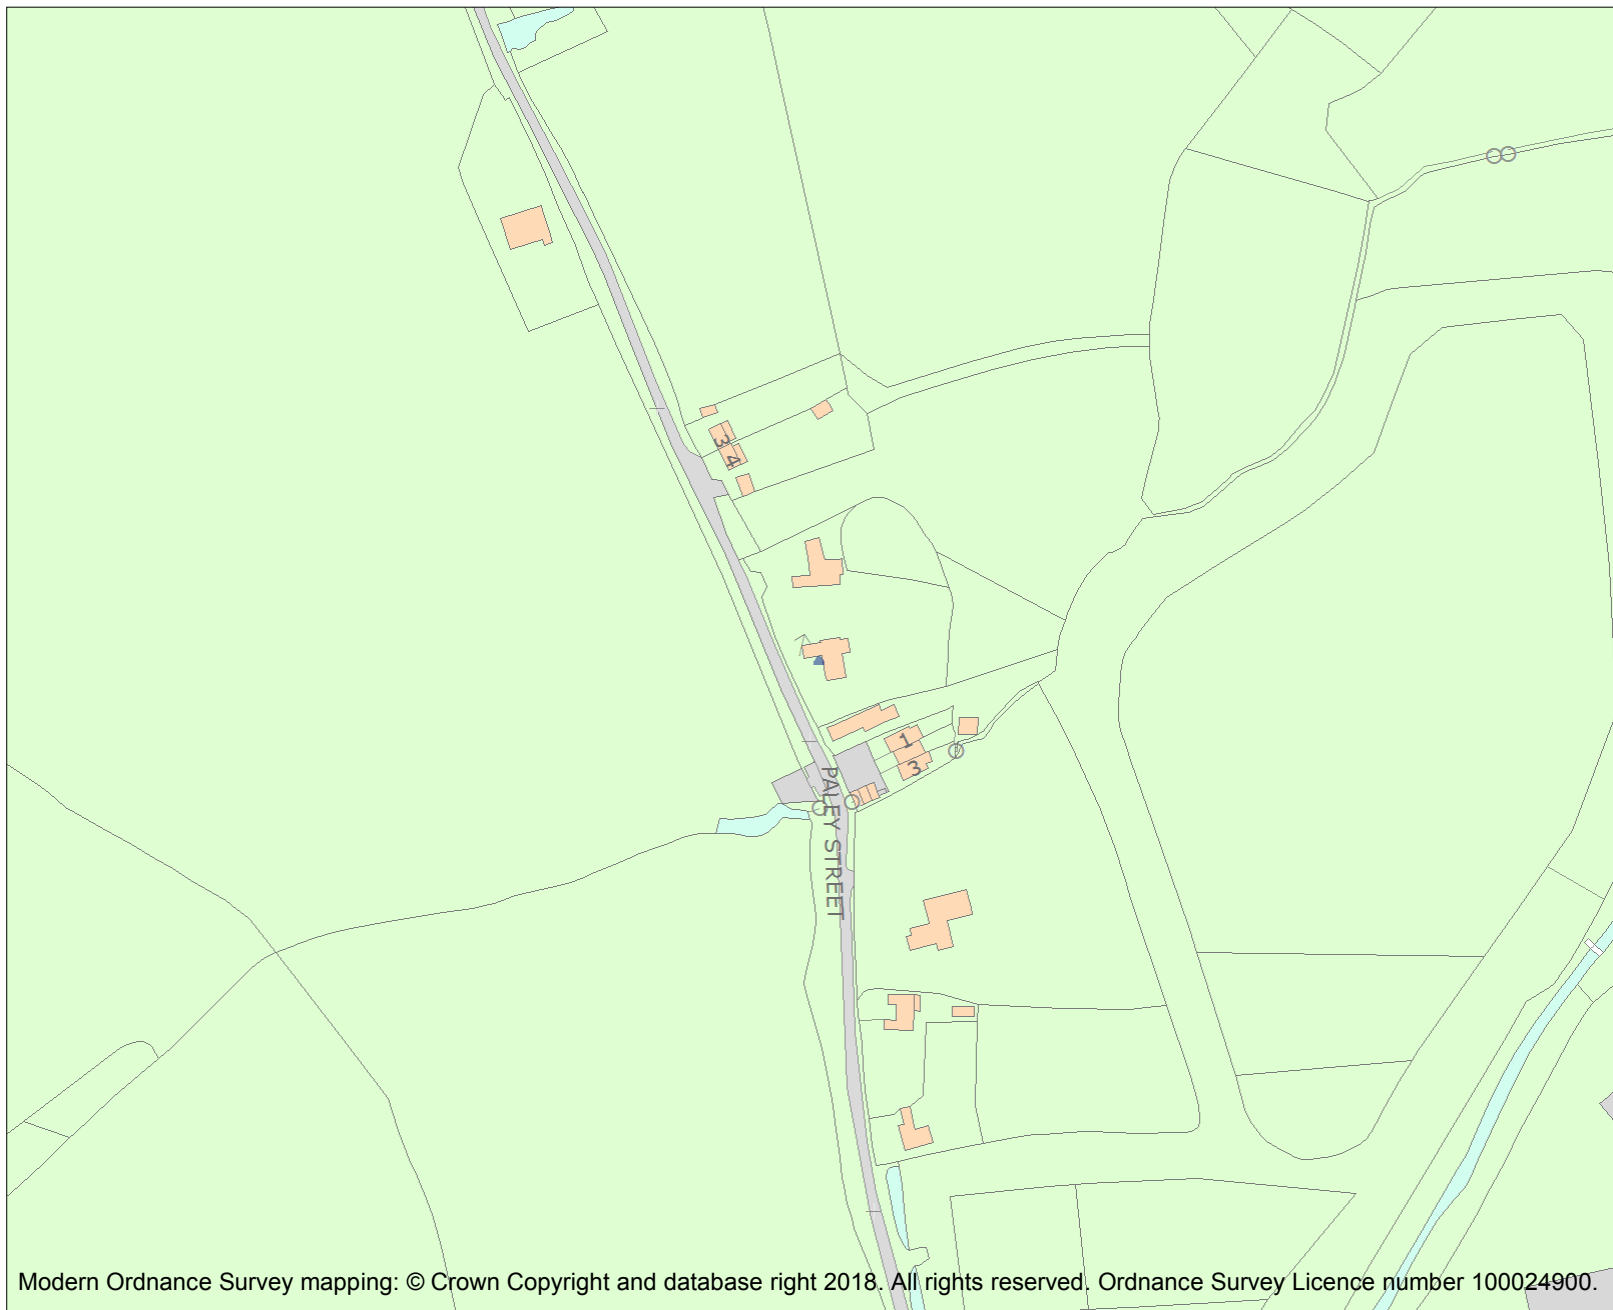 3
4
1
3
PALEY STREET
Modern Ordnance Survey mapping: © Crown Copyright and database right 2018. All rights reserved. Ordnance Survey Licence number 100024900.